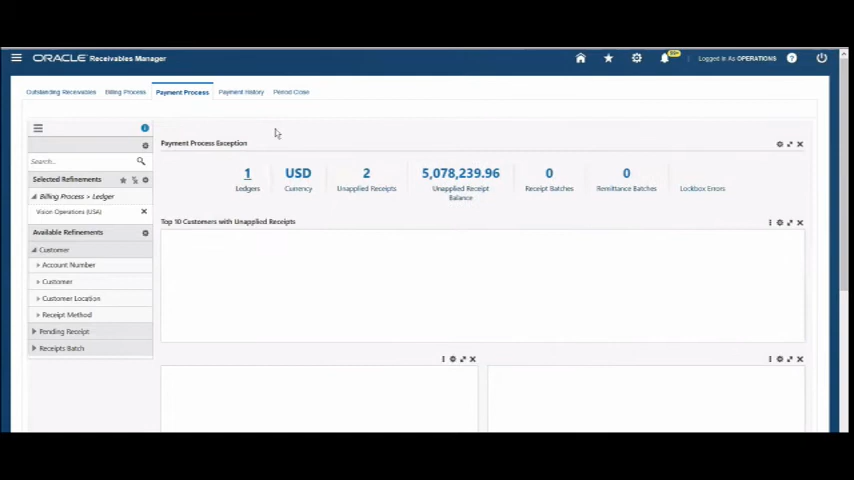 ORACLE Receivables Manager
99+
Logged In As OPERATIONS
Outstanding Receivables Billing Process Payment Process Payment History Period Close
Search...
Selected Refinements
Billing Process > Ledger
Vision Operations (USA)
Available Refinements
Customer
Account Number
Customer
Customer Location
Receipt Method
Pending Receipt
Receipts Batch
Payment Process Exception
1 USD 2 5,078,239.96 0 0
Ledgers Currency Unapplied Receipts Unapplied Receipt Balance Receipt Batches Remittance Batches Lockbox Errors
Top 10 Customers with Unapplied Receipts